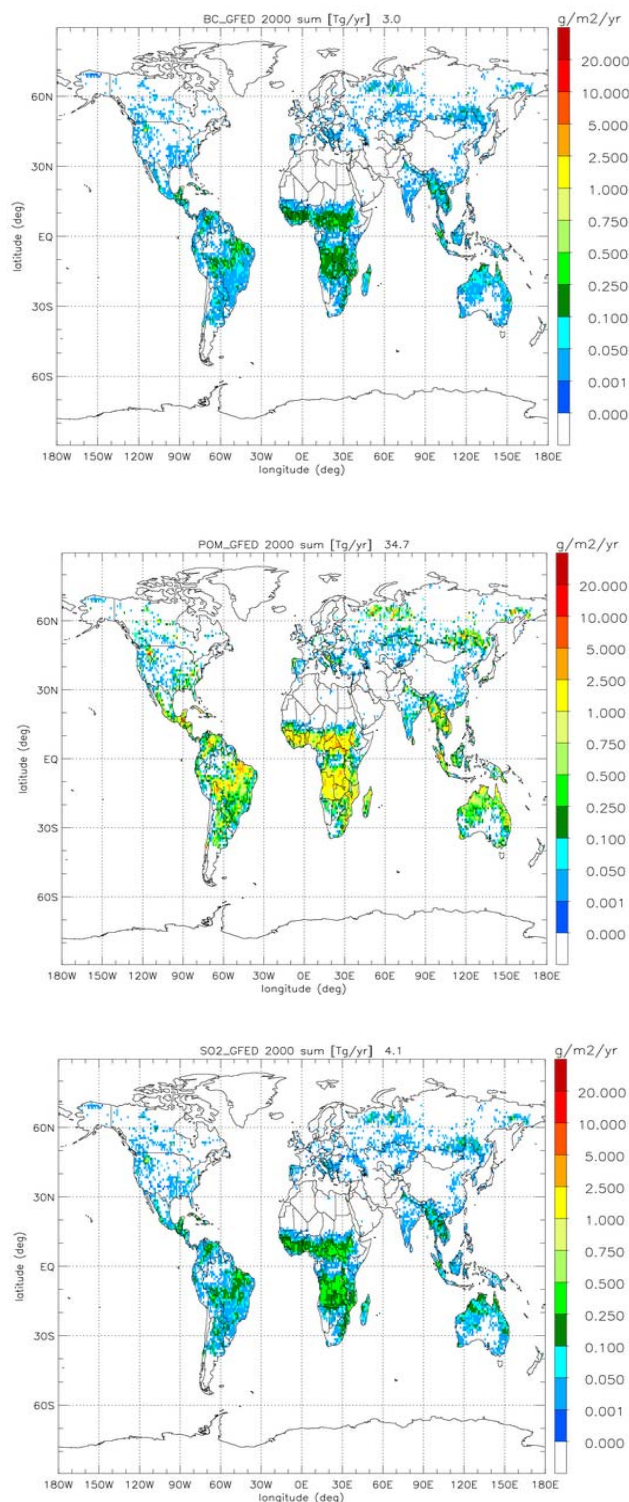 BC_GFED 2000 sum [Tg/yr] 3.0
g/m2/yr
20.000
10.000
5.000
2.500
1.000
0.750
0.500
0.250
0.100
0.050
0.001
0.000
60N
30N
EQ
30S
60S
latitude (deg)
180W 150W 120W 90W 60W 30W 0E 30E 60E 90E 120E 150E 180E
longitude (deg)
POM_GFED 2000 sum [Tg/yr] 34.7
g/m2/yr
20.000
10.000
5.000
2.500
1.000
0.750
0.500
0.250
0.100
0.050
0.001
0.000
60N
30N
EQ
30S
60S
latitude (deg)
180W 150W 120W 90W 60W 30W 0E 30E 60E 90E 120E 150E 180E
longitude (deg)
SO2_GFED 2000 sum [Tg/yr] 4.1
g/m2/yr
20.000
10.000
5.000
2.500
1.000
0.750
0.500
0.250
0.100
0.050
0.001
0.000
60N
30N
EQ
30S
60S
latitude (deg)
180W 150W 120W 90W 60W 30W 0E 30E 60E 90E 120E 150E 180E
longitude (deg)